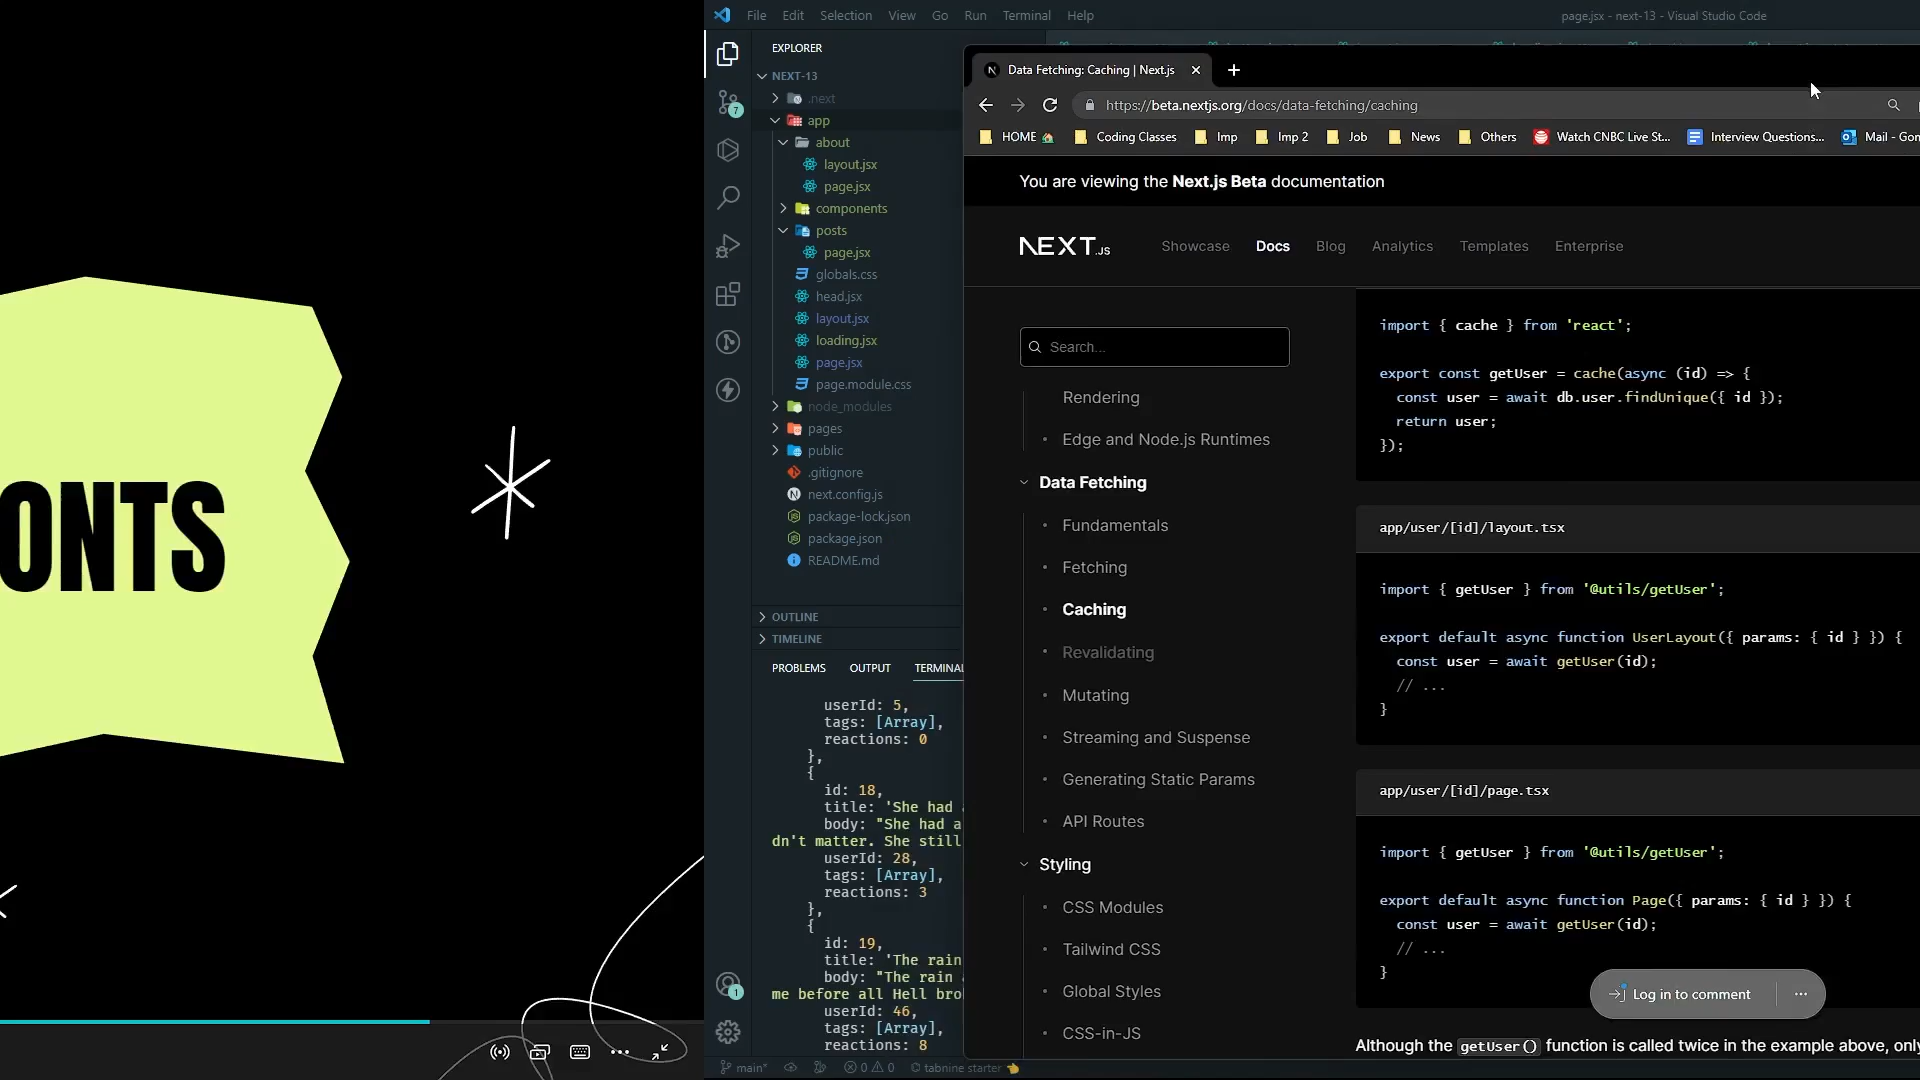 ONTS
File Edit Selection View Go Run Terminal Help
page.jsx - next-13 - Visual Studio Code
EXPLORER
NEXT-13
.next
app
about
layout.jsx
page.jsx
components
posts
page.jsx
globals.css
head.jsx
layout.jsx
loading.jsx
page.jsx
page.module.css
node_modules
pages
public
.gitignore
next.config.js
package-lock.json
package.json
README.md
OUTLINE
TIMELINE
PROBLEMS OUTPUT TERMINAL
userId: 5,
tags: [Array],
reactions: 0
},
{
id: 18,
title: 'She had
body: "She had a
dn't matter. She still
userId: 28,
tags: [Array],
reactions: 3
},
{
id: 19,
title: 'The rain
body: "The rain
me before all Hell bro
userId: 46,
tags: [Array],
reactions: 8
main* 0 0 tabnine starter
7
1
Data Fetching: Caching | Next.js
https://beta.nextjs.org/docs/data-fetching/caching
HOME Coding Classes Imp Imp 2 Job News Others Watch CNBC Live St... Interview Questions... Mail - Gon
You are viewing the Next.js Beta documentation
NEXT.JS Showcase Docs Blog Analytics Templates Enterprise
Search...
Rendering
Edge and Node.js Runtimes
Data Fetching
Fundamentals
Fetching
Caching
Revalidating
Mutating
Streaming and Suspense
Generating Static Params
API Routes
Styling
CSS Modules
Tailwind CSS
Global Styles
CSS-in-JS
import { cache } from 'react';
export const getUser = cache(async (id) => {
const user = await db.user.findUnique({ id });
return user;
});
app/user/[id]/layout.tsx
import { getUser } from '@utils/getUser';
export default async function UserLayout({ params: { id } }) {
const user = await getUser(id);
// ...
}
app/user/[id]/page.tsx
import { getUser } from '@utils/getUser';
export default async function Page({ params: { id } }) {
const user = await getUser(id);
// ...
}
Log in to comment
Although the getUser() function is called twice in the example above, only